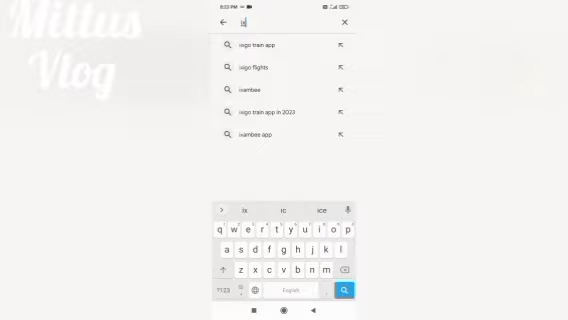 Mittus
Vlog
8:23 PM
ix
ixigo train app
ixigo flights
ixambee
ixigo train app in 2023
ixambee app
ix ic ice
q w e r t y u i o p
a s d f g h j k l
z x c v b n m
?123 English .